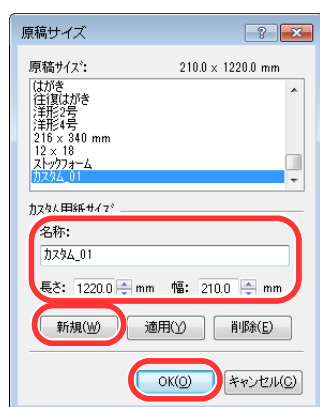 原稿サイズ
原稿サイズ: 210.0 × 1220.0 mm
はがき
往復はがき
洋形2号
洋形4号
216 × 340 mm
12 × 18
ストックフォーム
カスタム_01
カスタム用紙サイズ
名称:
カスタム_01
長さ: 1220.0 mm 幅: 210.0 mm
新規(W) 適用(Y) 削除(E)
OK(O) キャンセル(C)